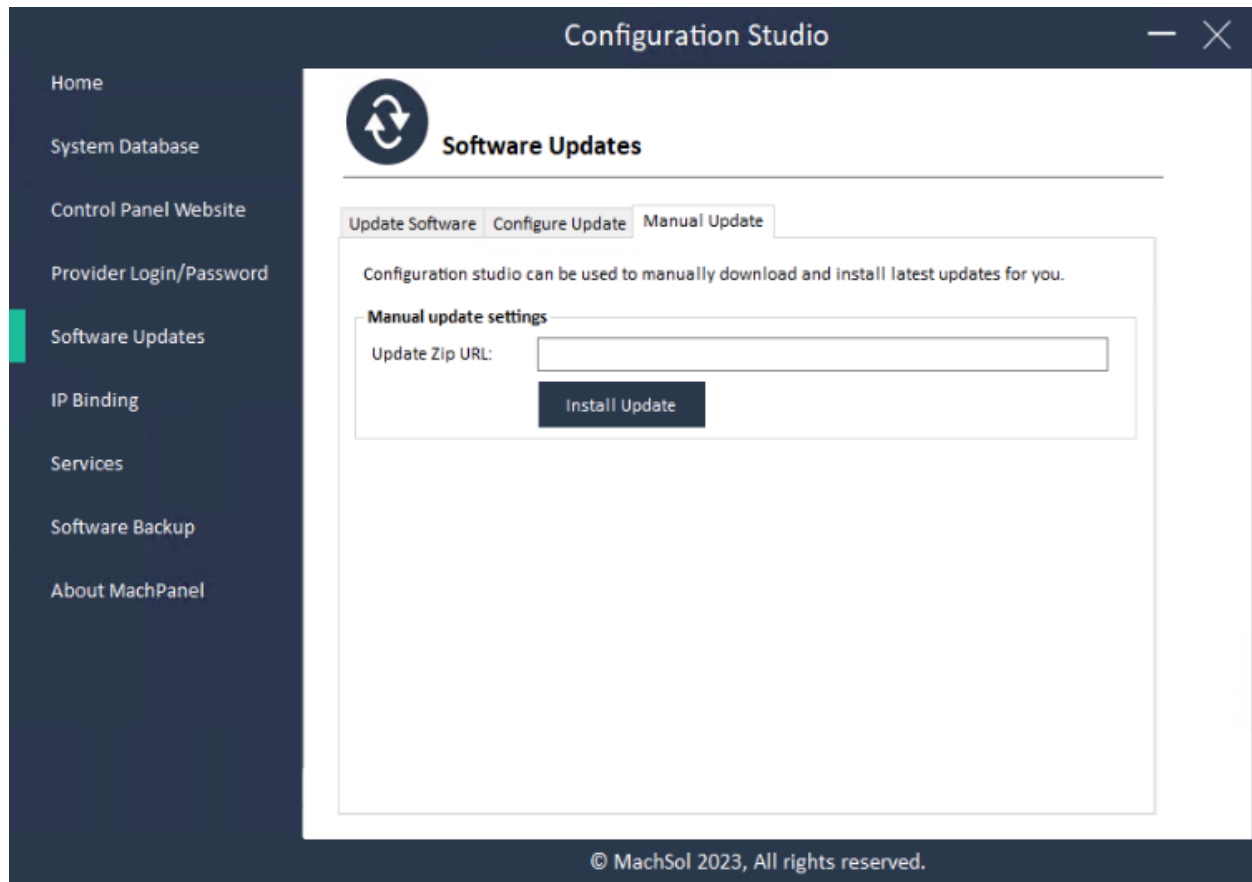 Configuration Studio
Home
System Database
Control Panel Website
Provider Login/Password
Software Updates
IP Binding
Services
Software Backup
About MachPanel
Software Updates
Update Software
Configure Update
Manual Update
Configuration studio can be used to manually download and install latest updates for you.
Manual update settings
Update Zip URL:
Install Update
© MachSol 2023, All rights reserved.